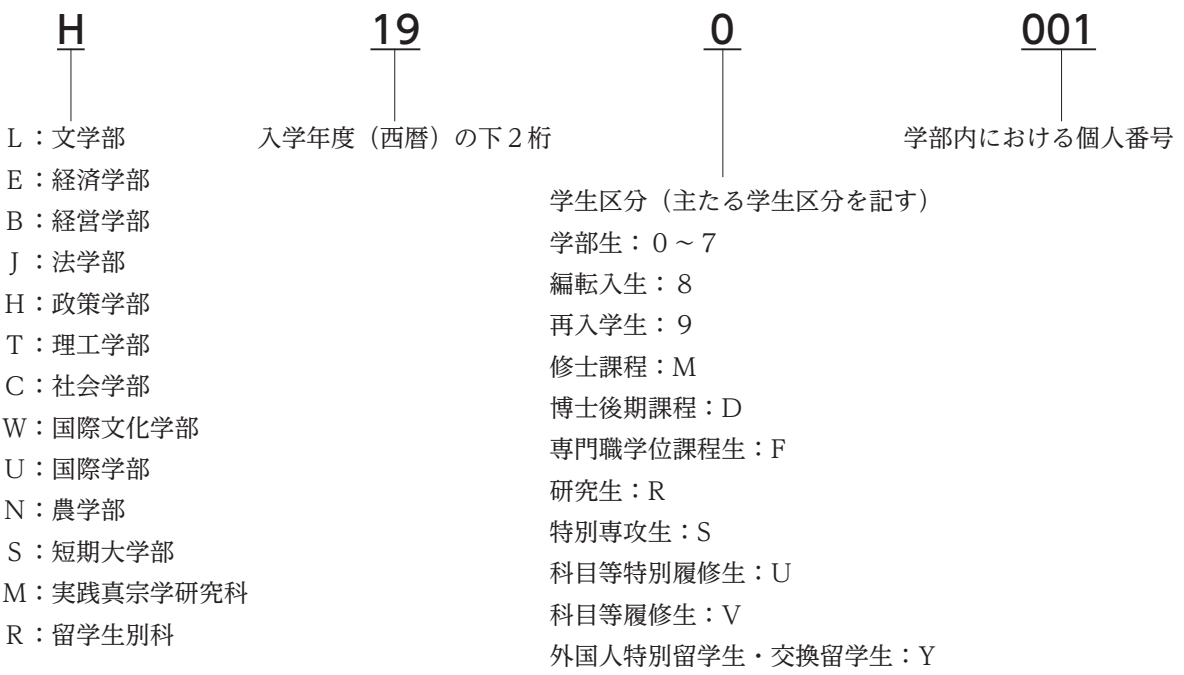 H 19 0 001
L：文学部
E：経済学部
B：経営学部
J：法学部
H：政策学部
T：理工学部
C：社会学部
W：国際文化学部
U：国際学部
N：農学部
S：短期大学部
M：実践真宗学研究科
R：留学生別科
入学年度（西暦）の下２桁
学生区分（主たる学生区分を記す）
学部生：０～７
編転入生：８
再入学生：９
修士課程：M
博士後期課程：D
専門職学位課程生：F
研究生：R
特別専攻生：S
科目等特別履修生：U
科目等履修生：V
外国人特別留学生・交換留学生：Y
学部内における個人番号